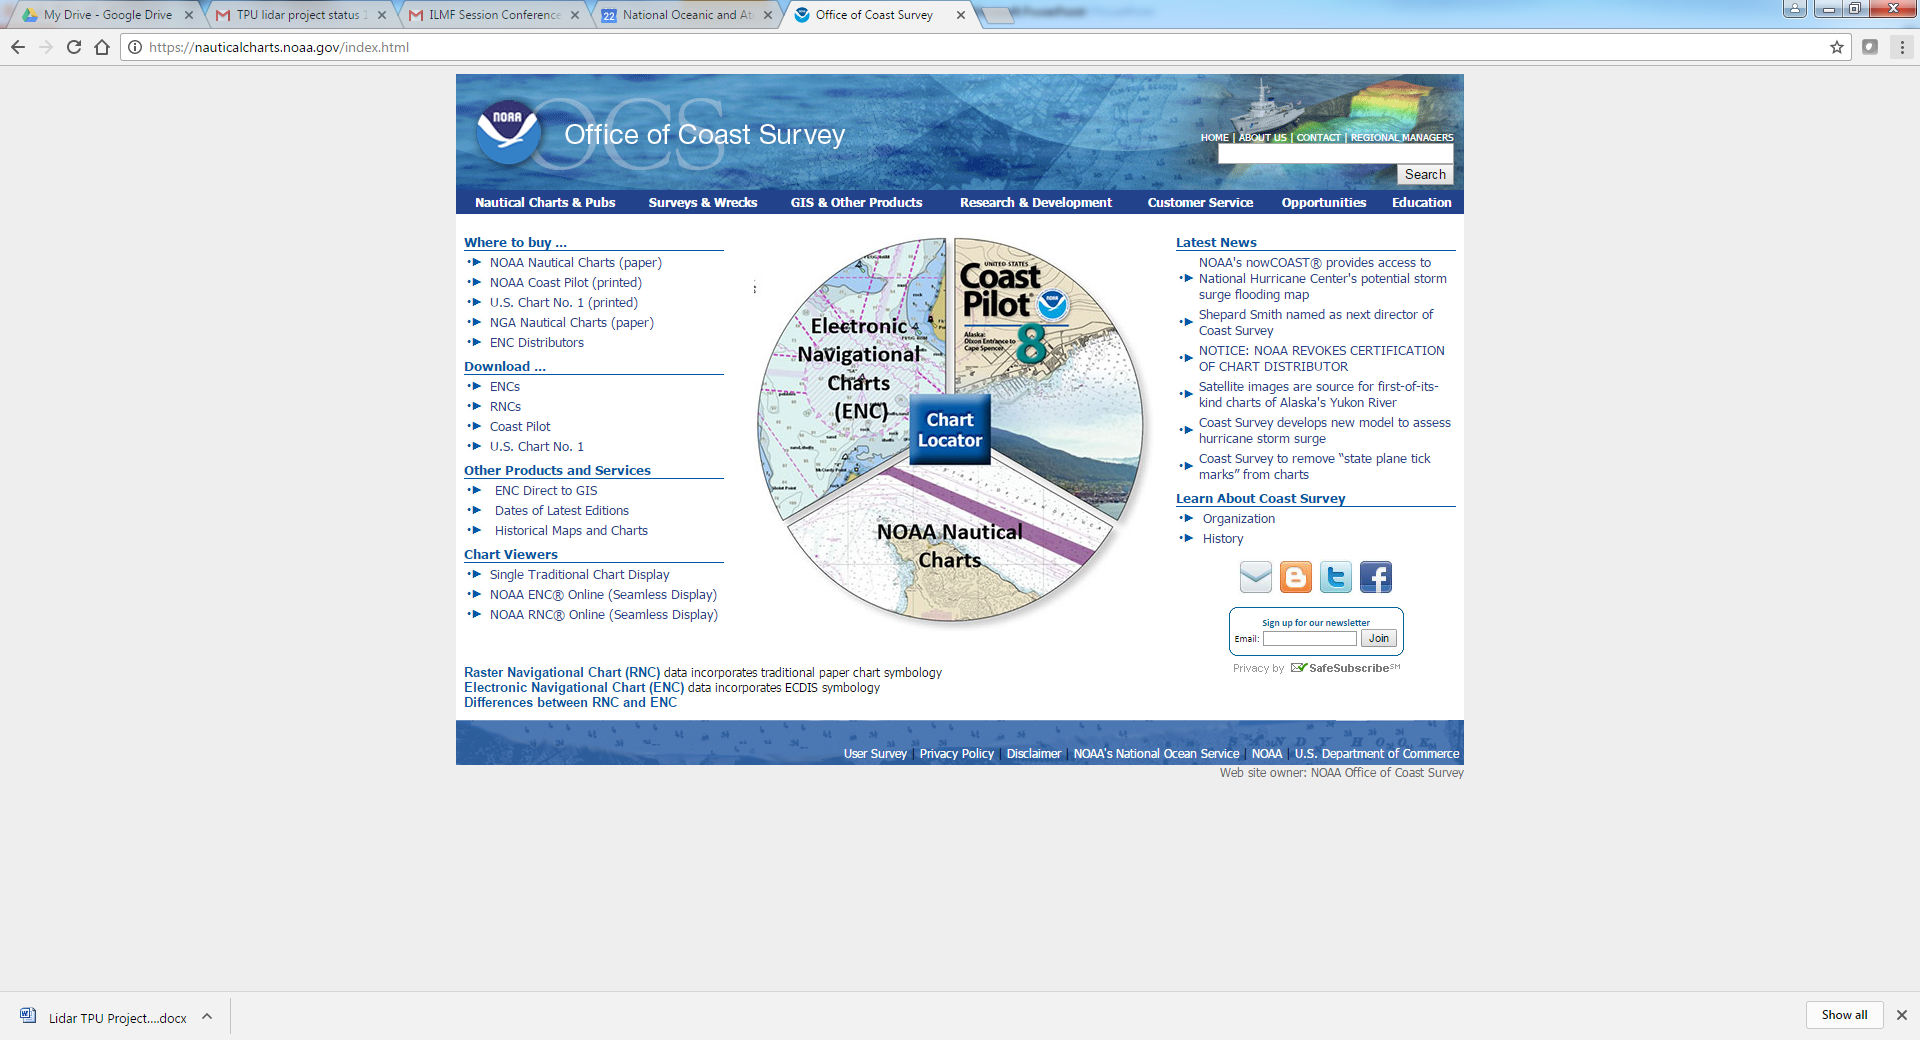 My Drive - Google Drive
TPU lidar project status 1
ILMF Session Conference
22 National Oceanic and At
Office of Coast Survey
https://nauticalcharts.noaa.gov/index.html
NOAA
OCS
Office of Coast Survey
HOME | ABOUT US | CONTACT | REGIONAL MANAGERS
Search
Nautical Charts & Pubs Surveys & Wrecks GIS & Other Products Research & Development Customer Service Opportunities Education
Where to buy ...
NOAA Nautical Charts (paper)
NOAA Coast Pilot (printed)
U.S. Chart No. 1 (printed)
NGA Nautical Charts (paper)
ENC Distributors
Download ...
ENCs
RNCs
Coast Pilot
U.S. Chart No. 1
Other Products and Services
ENC Direct to GIS
Dates of Latest Editions
Historical Maps and Charts
Chart Viewers
Single Traditional Chart Display
NOAA ENC® Online (Seamless Display)
NOAA RNC® Online (Seamless Display)
Electronic
Navigational
Charts
(ENC)
UNITED STATES
Coast
Pilot
NOAA
8
Alaska:
Dixon Entrance to
Cape Spencer
Chart
Locator
NOAA Nautical
Charts
Latest News
NOAA's nowCOAST® provides access to
National Hurricane Center's potential storm
surge flooding map
Shepard Smith named as next director of
Coast Survey
NOTICE: NOAA REVOKES CERTIFICATION
OF CHART DISTRIBUTOR
Satellite images are source for first-of-its-
kind charts of Alaska's Yukon River
Coast Survey develops new model to assess
hurricane storm surge
Coast Survey to remove “state plane tick
marks” from charts
Learn About Coast Survey
Organization
History
Sign up for our newsletter
Email: Join
Privacy by SafeSubscribe SM
Raster Navigational Chart (RNC) data incorporates traditional paper chart symbology
Electronic Navigational Chart (ENC) data incorporates ECDIS symbology
Differences between RNC and ENC
User Survey | Privacy Policy | Disclaimer | NOAA's National Ocean Service | NOAA | U.S. Department of Commerce
Web site owner: NOAA Office of Coast Survey
Lidar TPU Project....docx
Show all